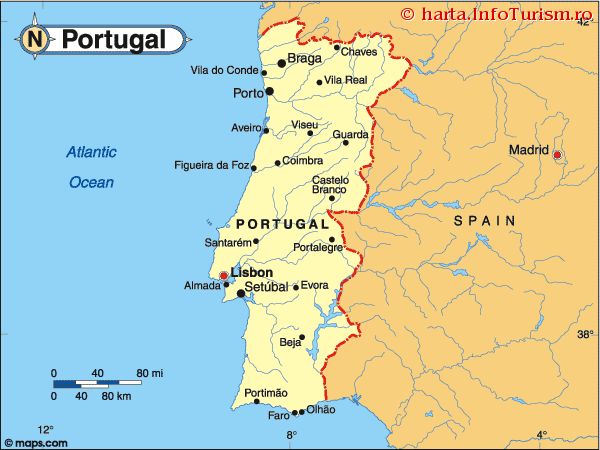 © harta.InfoTurism.ro
N Portugal
42°
Chaves
Braga
Vila do Conde
Vila Real
Porto
Aveiro
Viseu
Guarda
Madrid
Atlantic
Ocean
Figueira da Foz
Coimbra
Castelo
Branco
PORTUGAL
SPAIN
Santarém
Portalegre
Lisbon
Almada
Setúbal
Evora
38°
Beja
0 40 80 mi
0 40 80 km
Portimão
Faro
Olhão
12°
8°
4°
© maps.com